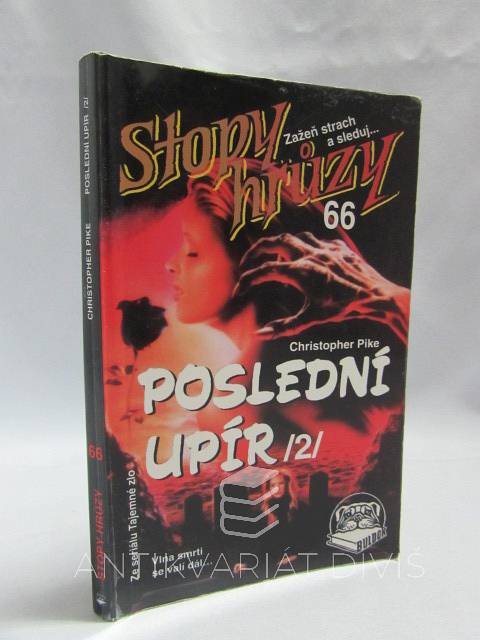 Stopy
hrůzy
Zažeň strach
a sleduj...
66
Christopher Pike
POSLEDNÍ
UPÍR /2/
Ze seriálu Tajemné zlo
Vlna smrti
se valí dál...
BULDOK
POSLEDNÍ UPÍR /2/
CHRISTOPHER PIKE
66
STOPY HRŮZY
ANTIKVARIÁT DIVIŠ